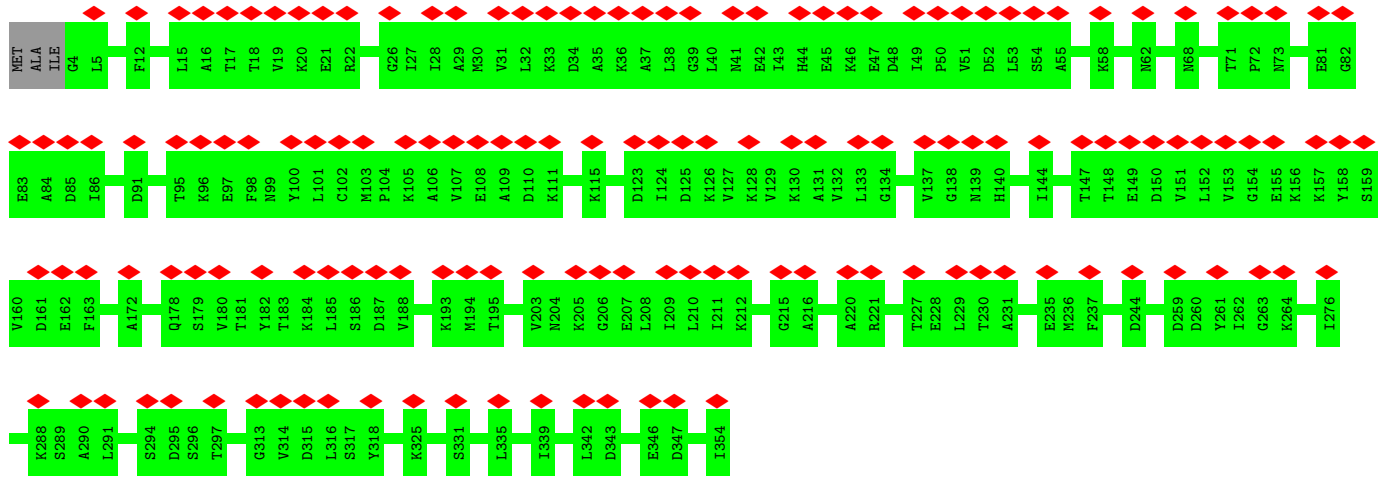 MET ALA ILE G4 L5 F12 L15 A16 T17 T18 V19 K20 E21 R22 G26 I27 I28 A29 M30 V31 L32 K33 D34 A35 K36 A37 L38 G39 L40 N41 E42 I43 H44 E45 K46 E47 D48 I49 P50 V51 D52 L53 S54 A55 K58 N62 N68 T71 P72 N73 E81 G82
E83 A84 D85 I86 D91 T95 K96 E97 F98 N99 Y100 L101 C102 M103 P104 K105 A106 V107 E108 A109 D110 K111 K115 D123 I124 D125 K126 V127 K128 V129 K130 A131 V132 L133 G134 V137 G138 N139 H140 I144 T147 T148 E149 D150 V151 L152 V153 G154 E155 K156 K157 Y158 S159
V160 D161 E162 F163 A172 Q178 S179 V180 T181 Y182 T183 K184 L185 S186 D187 V188 K193 M194 T195 V203 N204 K205 G206 E207 L208 I209 L210 I211 K212 G215 A216 A220 R221 T227 E228 L229 T230 A231 E235 M236 F237 D244 D259 D260 Y261 I262 G263 K264 I276
K288 S289 A290 L291 S294 D295 S296 T297 G313 V314 D315 L316 S317 Y318 K325 S331 L335 I339 L342 D343 E346 D347 I354